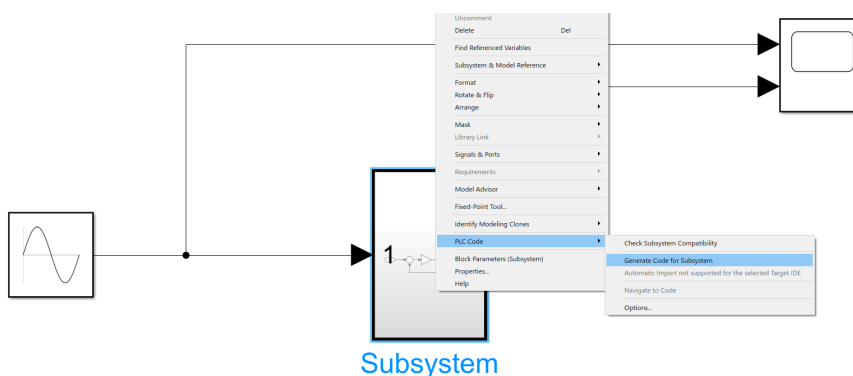 Uncomment
Delete Del
Find Referenced Variables
Subsystem & Model Reference
Format
Rotate & Flip
Arrange
Mask
Library Link
Signals & Ports
Requirements
Model Advisor
Fixed-Point Tool...
Identify Modeling Clones
PLC Code
Block Parameters (Subsystem)
Properties...
Help
Check Subsystem Compatibility
Generate Code for Subsystem
Automatic Import not supported for the selected Target IDE
Navigate to Code
Options...
1
Subsystem